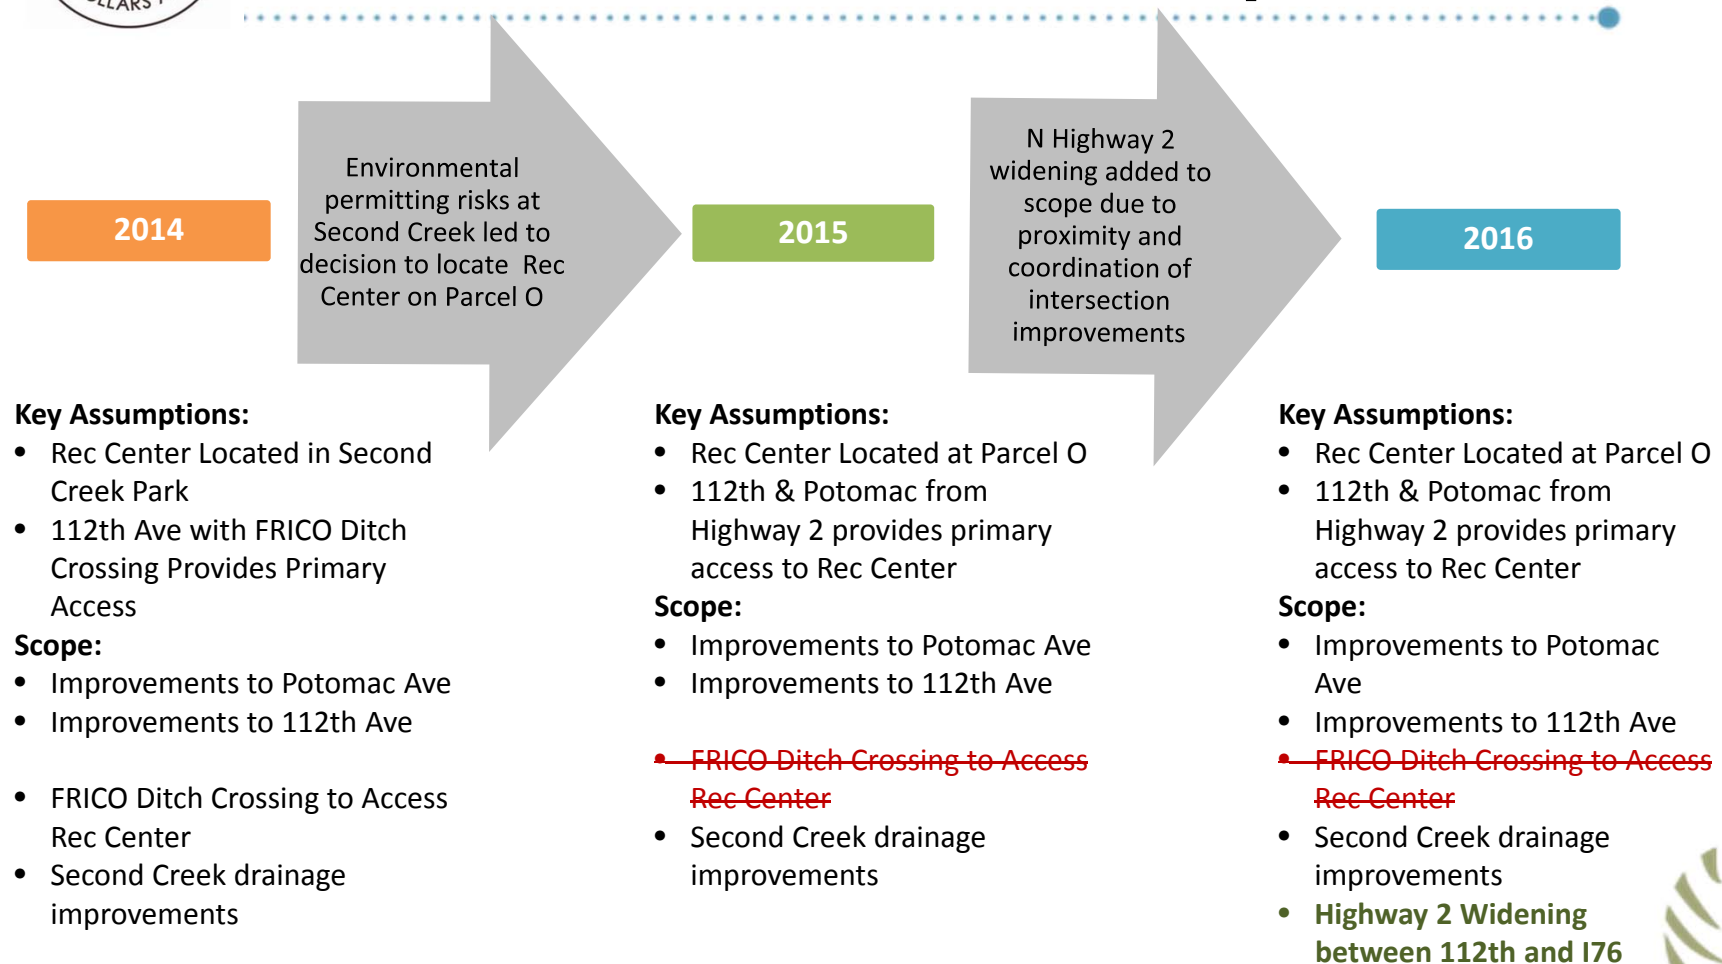 OLLARS
2014
Environmental
permitting risks at
Second Creek led to
decision to locate Rec
Center on Parcel O
2015
N Highway 2
widening added to
scope due to
proximity and
coordination of
intersection
improvements
2016
Key Assumptions:
• Rec Center Located in Second
Creek Park
• 112th Ave with FRICO Ditch
Crossing Provides Primary
Access
Scope:
• Improvements to Potomac Ave
• Improvements to 112th Ave
• FRICO Ditch Crossing to Access
Rec Center
• Second Creek drainage
improvements
Key Assumptions:
• Rec Center Located at Parcel O
• 112th & Potomac from
Highway 2 provides primary
access to Rec Center
Scope:
• Improvements to Potomac Ave
• Improvements to 112th Ave
• FRICO Ditch Crossing to Access
Rec Center
• Second Creek drainage
improvements
Key Assumptions:
• Rec Center Located at Parcel O
• 112th & Potomac from
Highway 2 provides primary
access to Rec Center
Scope:
• Improvements to Potomac
Ave
• Improvements to 112th Ave
• FRICO Ditch Crossing to Access
Rec Center
• Second Creek drainage
improvements
• Highway 2 Widening
between 112th and I76